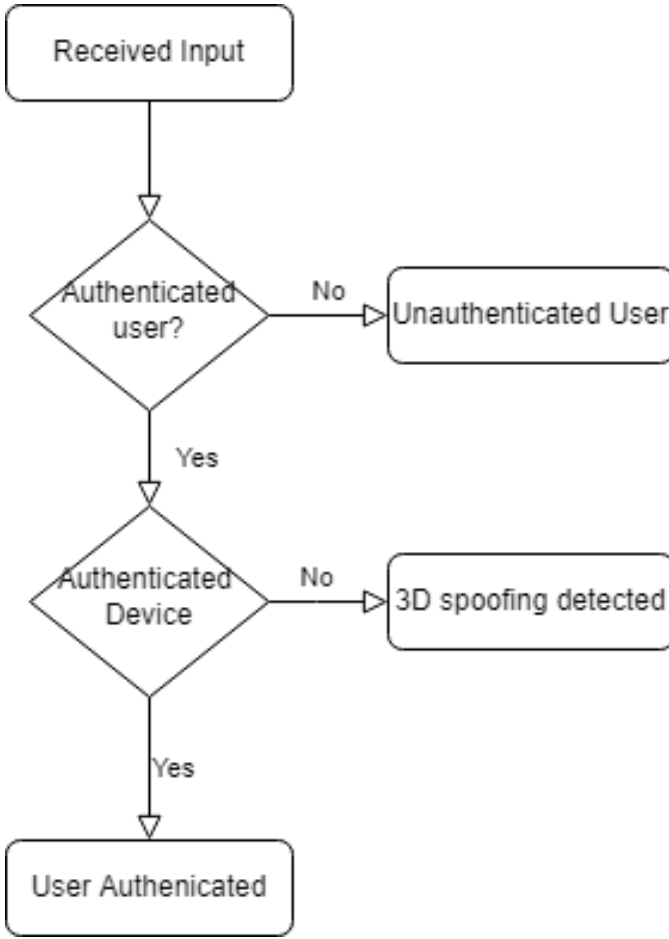 Received Input
Authenticated
user?
No
Unauthenticated User
Yes
Authenticated
Device
No
3D spoofing detected
Yes
User Authenicated